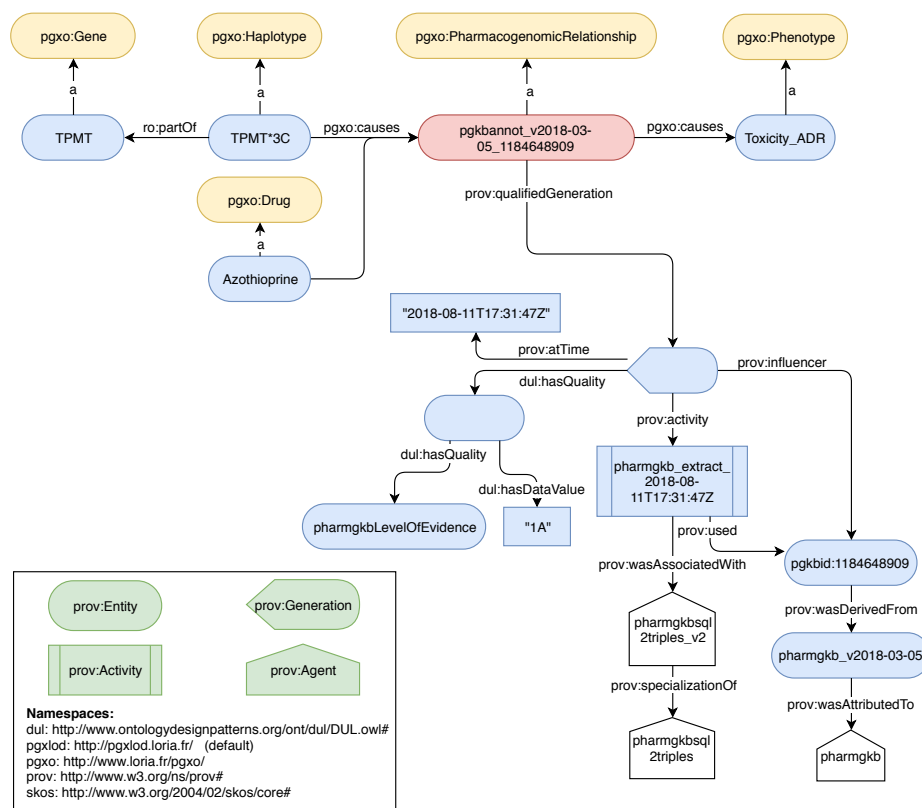 pgxo:Gene
pgxo:Haplotype
pgxo:PharmacogenomicRelationship
pgxo:Phenotype
a
a
a
a
TPMT
ro:partOf
TPMT*3C
pgxo:causes
pgkbannot_v2018-03-
05_1184648909
pgxo:causes
Toxicity_ADR
pgxo:Drug
prov:qualifiedGeneration
a
Azothioprine
"2018-08-11T17:31:47Z"
prov:atTime
prov:influencer
dul:hasQuality
prov:activity
dul:hasQuality
pharmgkb_extract_
2018-08-
11T17:31:47Z
dul:hasDataValue
pharmgkbLevelOfEvidence
"1A"
prov:used
prov:wasAssociatedWith
pgkbid:1184648909
prov:wasDerivedFrom
pharmgkbsql
2triples_v2
pharmgkb_v2018-03-05
prov:specializationOf
prov:wasAttributedTo
pharmgkbsql
2triples
pharmgkb
prov:Entity
prov:Generation
prov:Activity
prov:Agent
Namespaces:
dul: http://www.ontologydesignpatterns.org/ont/dul/DUL.owl#
pgxlod: http://pgxlod.loria.fr/ (default)
pgxo: http://www.loria.fr/pgxo/
prov: http://www.w3.org/ns/prov#
skos: http://www.w3.org/2004/02/skos/core#